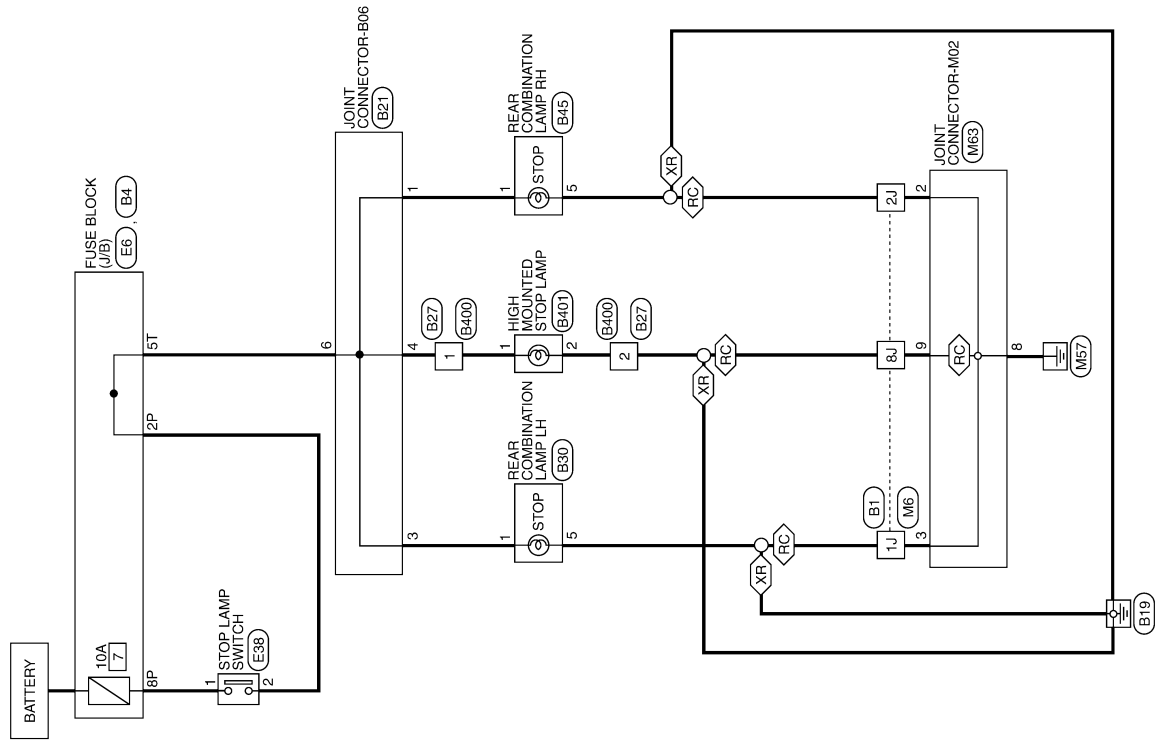 BATTERY
10A
7
8P
2P
5T
FUSE BLOCK
(J/B)
E6 , B4
STOP LAMP
SWITCH
E38
1
2
JOINT
CONNECTOR-B06
B21
6
3
4
1
B27
B400
1
REAR
COMBINATION
LAMP LH
B30
1
STOP
5
HIGH
MOUNTED
STOP LAMP
B401
1
2
REAR
COMBINATION
LAMP RH
B45
1
STOP
5
B400
B27
2
XR
RC
XR
RC
XR
RC
B1
M6
1J
8J
2J
3
9
2
JOINT
CONNECTOR-M02
M63
RC
8
M57
B19